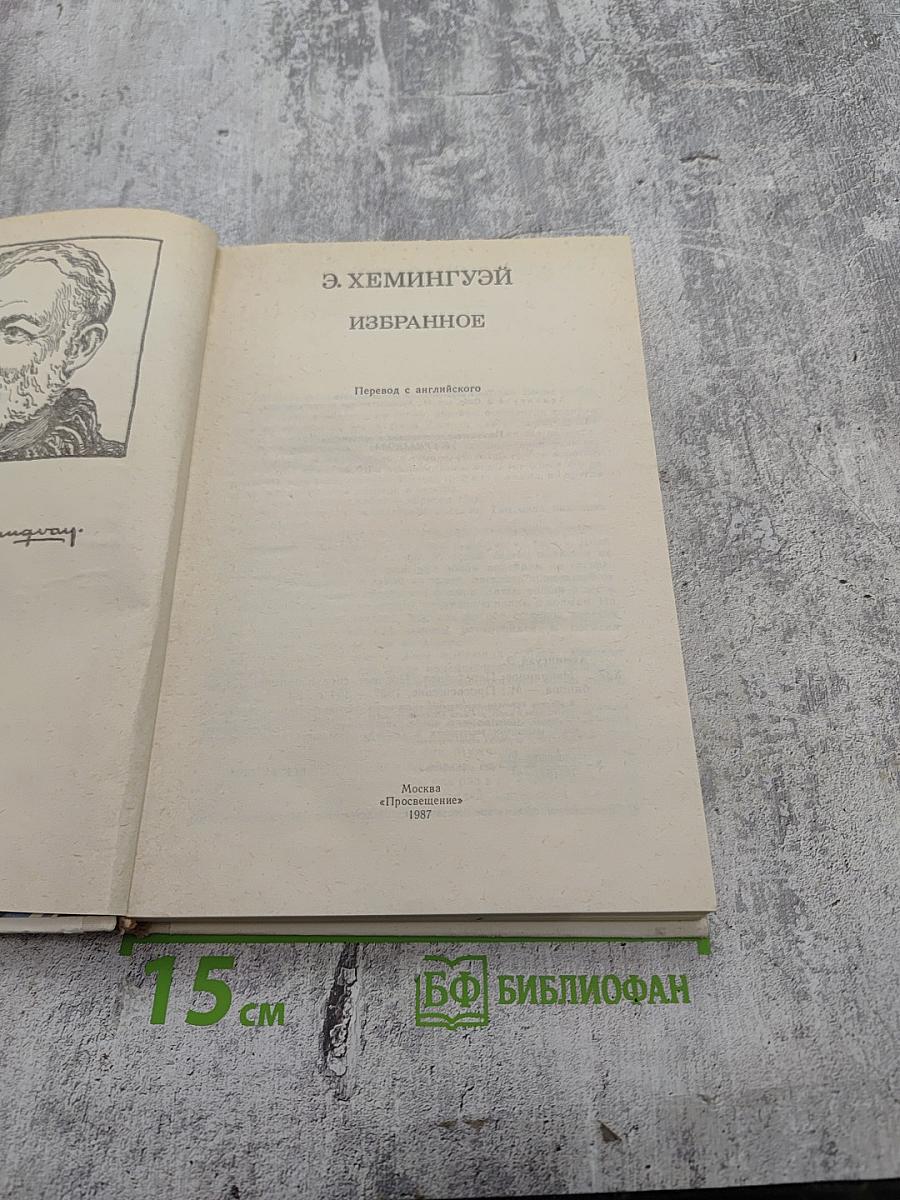 Э. ХЕМИНГУЭЙ
ИЗБРАННОЕ
Перевод с английского
Москва
«Просвещение»
1987
15 см
БФ БИБЛИОФАН